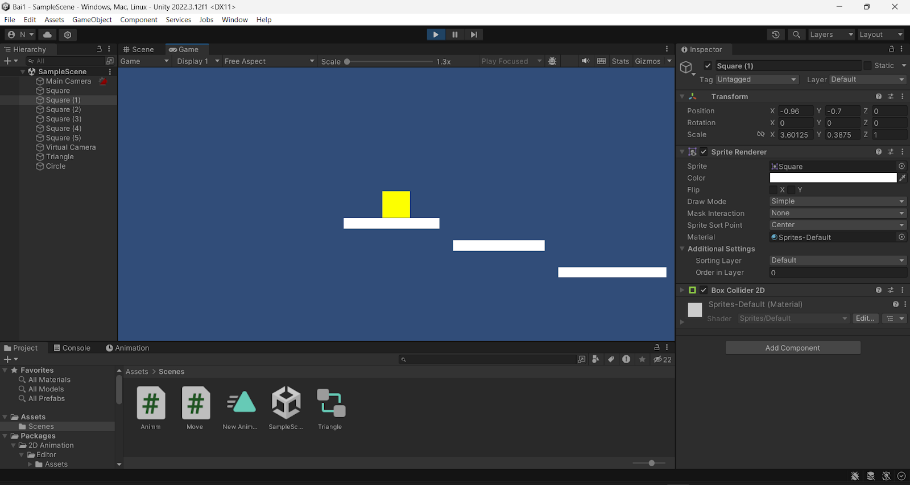 Bai1 - SampleScene - Windows, Mac, Linux - Unity 2022.3.12f1 <DX11>
File Edit Assets GameObject Component Services Jobs Window Help
N Layers Layout
Hierarchy
All
SampleScene
Main Camera
Square
Square (1)
Square (2)
Square (3)
Square (4)
Square (5)
Virtual Camera
Triangle
Circle
Scene Game
Game Display 1 Free Aspect Scale 1.3x Play Focused Stats Gizmos
Inspector
Square (1) Static
Tag Untagged Layer Default
Transform
Position X -0.96 Y -0.7 Z 0
Rotation X 0 Y 0 Z 0
Scale X 3.60125 Y 0.3875 Z 1
Sprite Renderer
Sprite Square
Color
Flip X Y
Draw Mode Simple
Mask Interaction None
Sprite Sort Point Center
Material Sprites-Default
Additional Settings
Sorting Layer Default
Order in Layer 0
Box Collider 2D
Sprites-Default (Material)
Shader Sprites/Default Edit...
Add Component
Project Console Animation
22
Favorites
All Materials
All Models
All Prefabs
Assets
Scenes
Packages
2D Animation
Editor
Assets
Assets > Scenes
Animm Move New Anim... SampleSc... Triangle